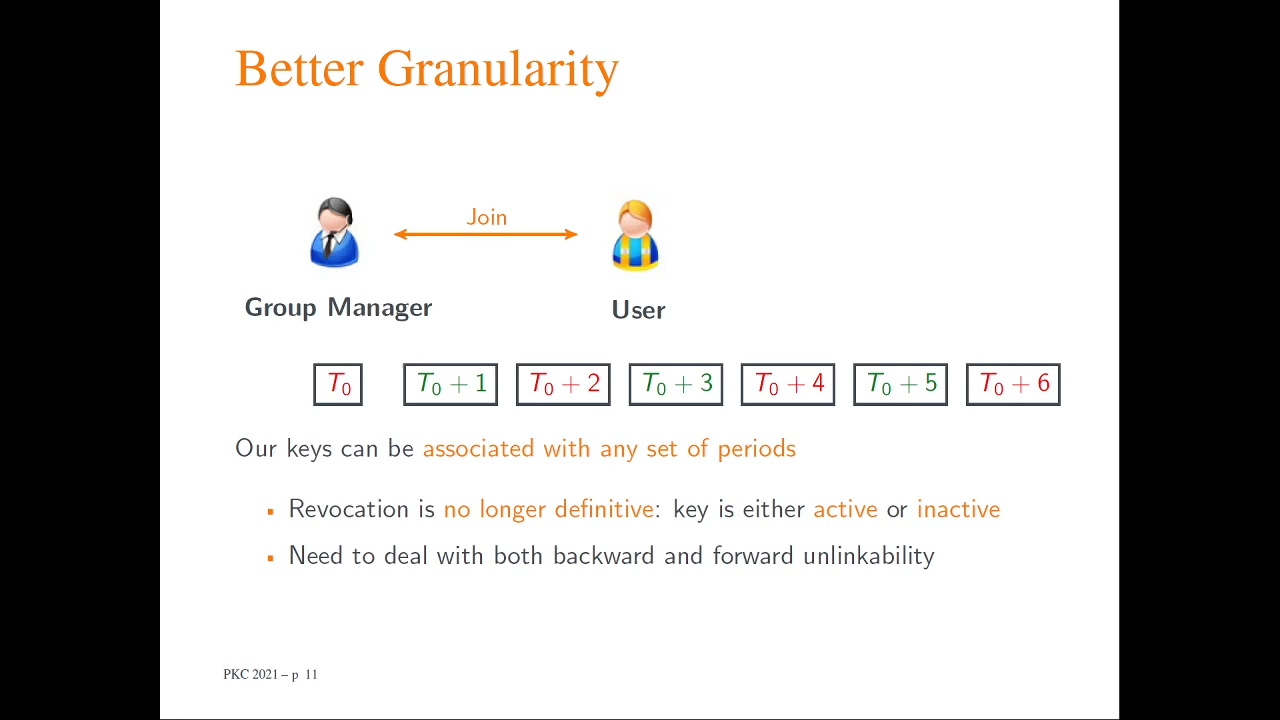 Better Granularity
Join
Group Manager
User
T₀ T₀ + 1 T₀ + 2 T₀ + 3 T₀ + 4 T₀ + 5 T₀ + 6
Our keys can be associated with any set of periods
▪ Revocation is no longer definitive: key is either active or inactive
▪ Need to deal with both backward and forward unlinkability
PKC 2021 – p 11